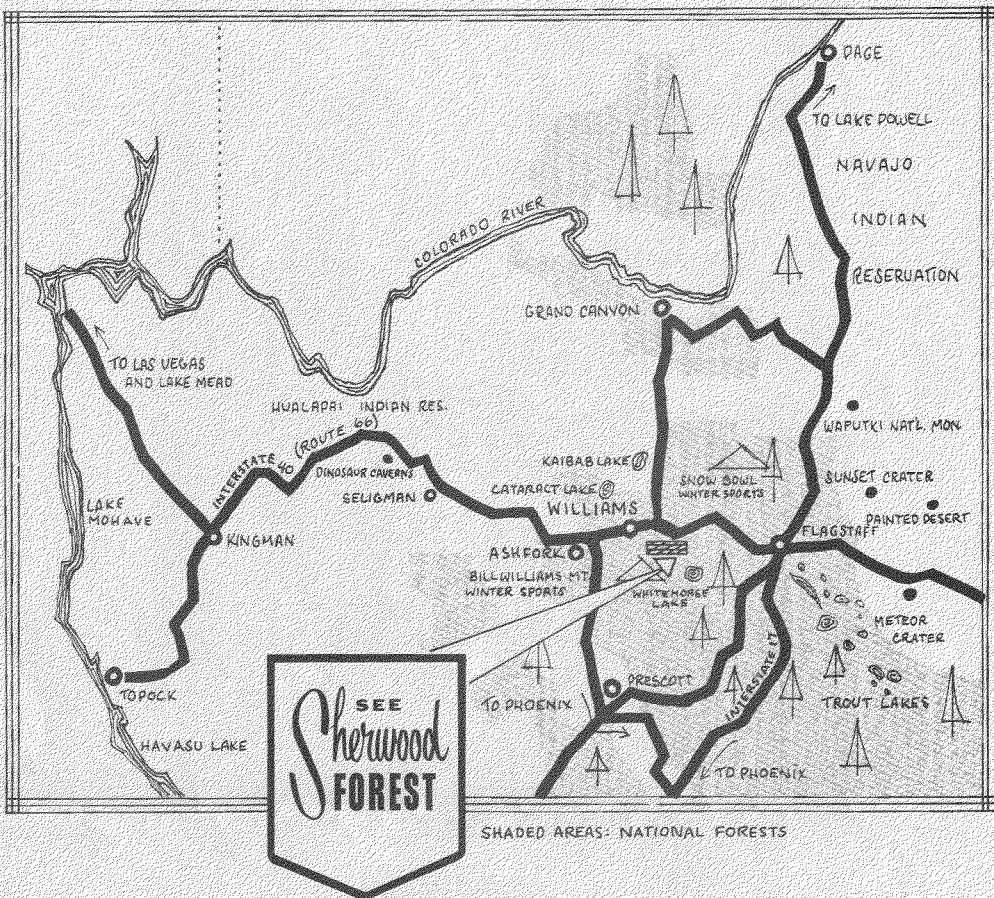 PAGE
TO LAKE POWELL
NAVAJO
INDIAN
RESERVATION
COLORADO RIVER
GRAND CANYON
TO LAS VEGAS
AND LAKE MEAD
HUALAPAI INDIAN RES.
INTERSTATE 40 (ROUTE 66)
DINOSAUR CAVERNS
SELIGMAN
KAIBAB LAKE
CATARACT LAKE
WILLIAMS
SNOW BOWL
WINTER SPORTS
WAPUTKI NAT'L MON.
SUNSET CRATER
PAINTED DESERT
FLAGSTAFF
LAKE
MOHAVE
KINGMAN
ASHFORK
BILL WILLIAMS MT.
WINTER SPORTS
WHITEHORSE
LAKE
METEOR
CRATER
TROUT LAKES
INTERSTATE 17
PRESCOTT
TO PHOENIX
TO PHOENIX
TOPOCK
HAVASU LAKE
SEE
Sherwood
FOREST
SHADED AREAS: NATIONAL FORESTS